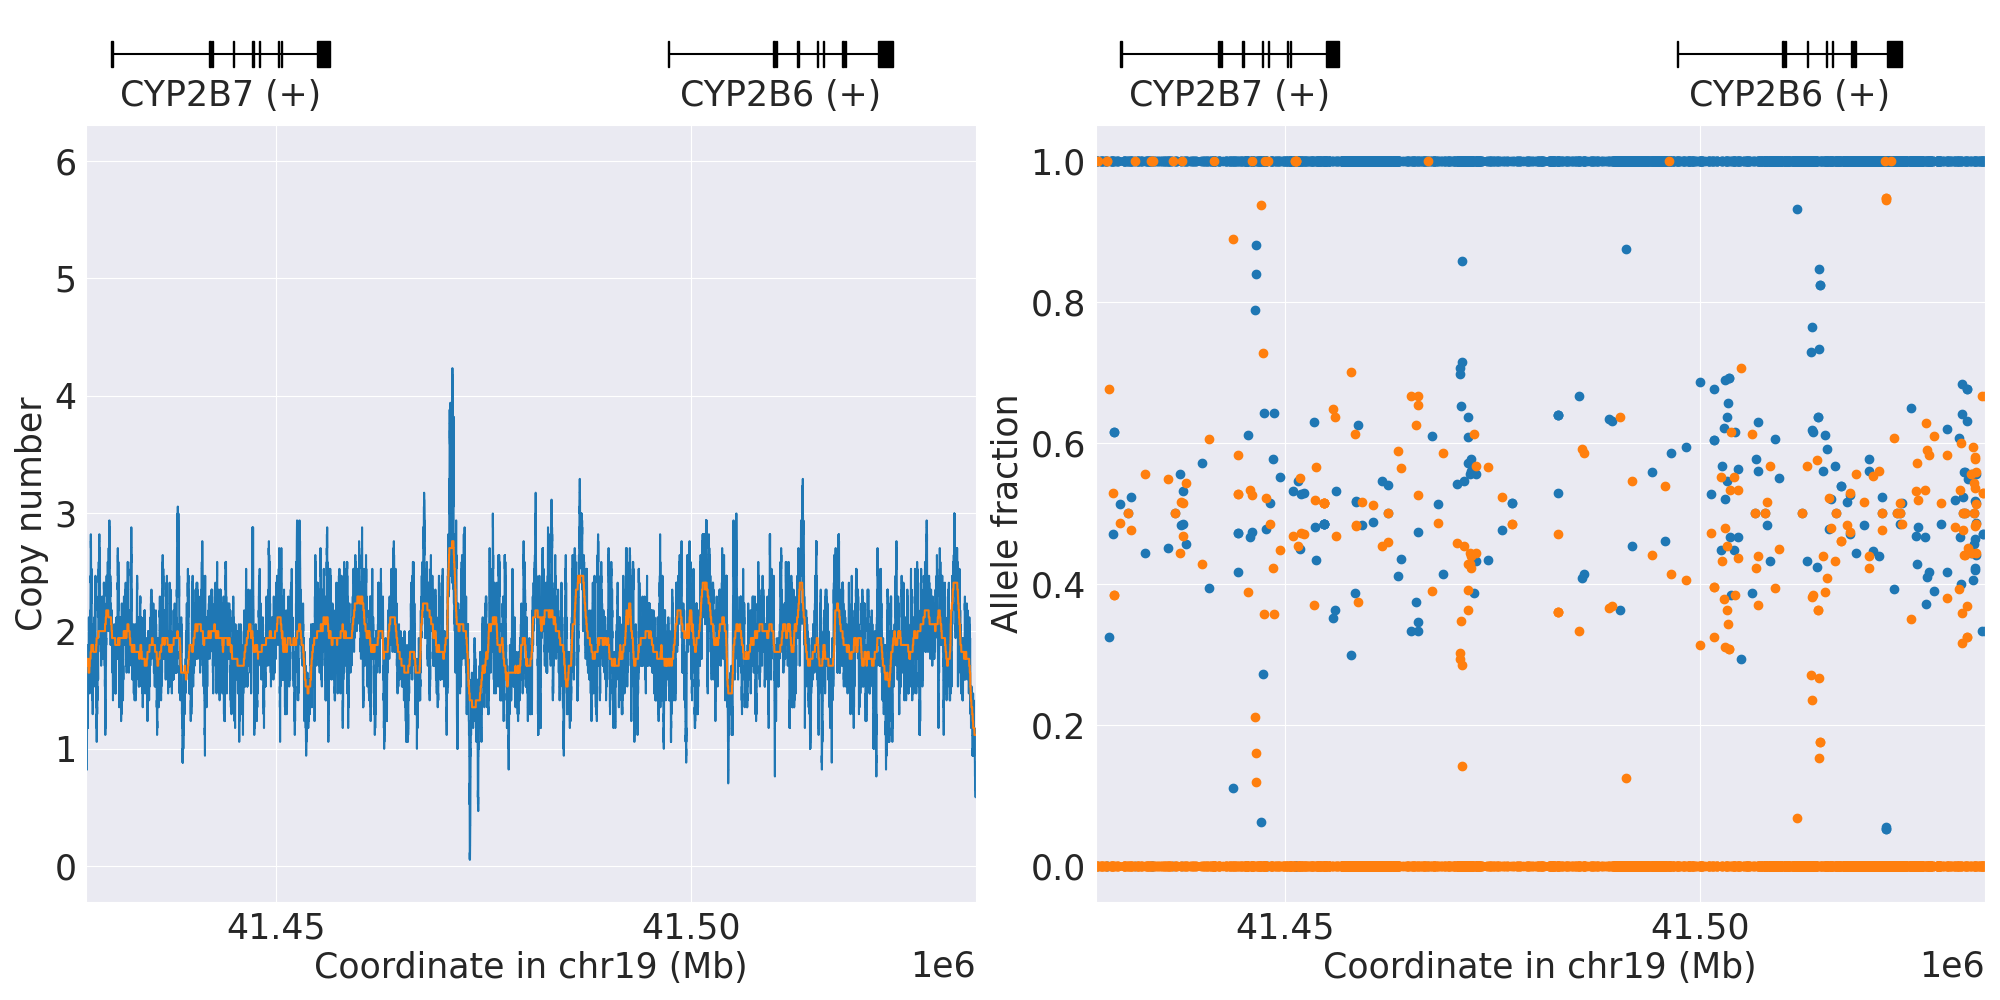 CYP2B7 (+)
CYP2B6 (+)
CYP2B7 (+)
CYP2B6 (+)
6
5
4
3
2
1
0
Copy number
41.45
41.50
Coordinate in chr19 (Mb)
1e6
1.0
0.8
0.6
0.4
0.2
0.0
Allele fraction
41.45
41.50
Coordinate in chr19 (Mb)
1e6